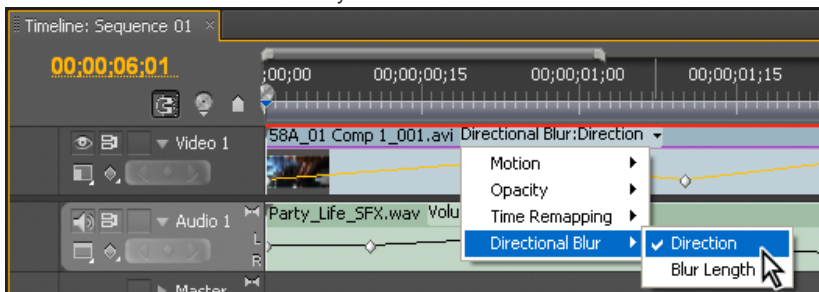 Timeline: Sequence 01 ×
00;00;06;01
;00;00 00;00;00;15 00;00;01;00 00;00;01;15
Video 1
58A_01 Comp 1_001.avi Directional Blur:Direction
Motion
Opacity
Time Remapping
Directional Blur
Direction
Blur Length
Audio 1
Party_Life_SFX.wav Volu
L
R
Master